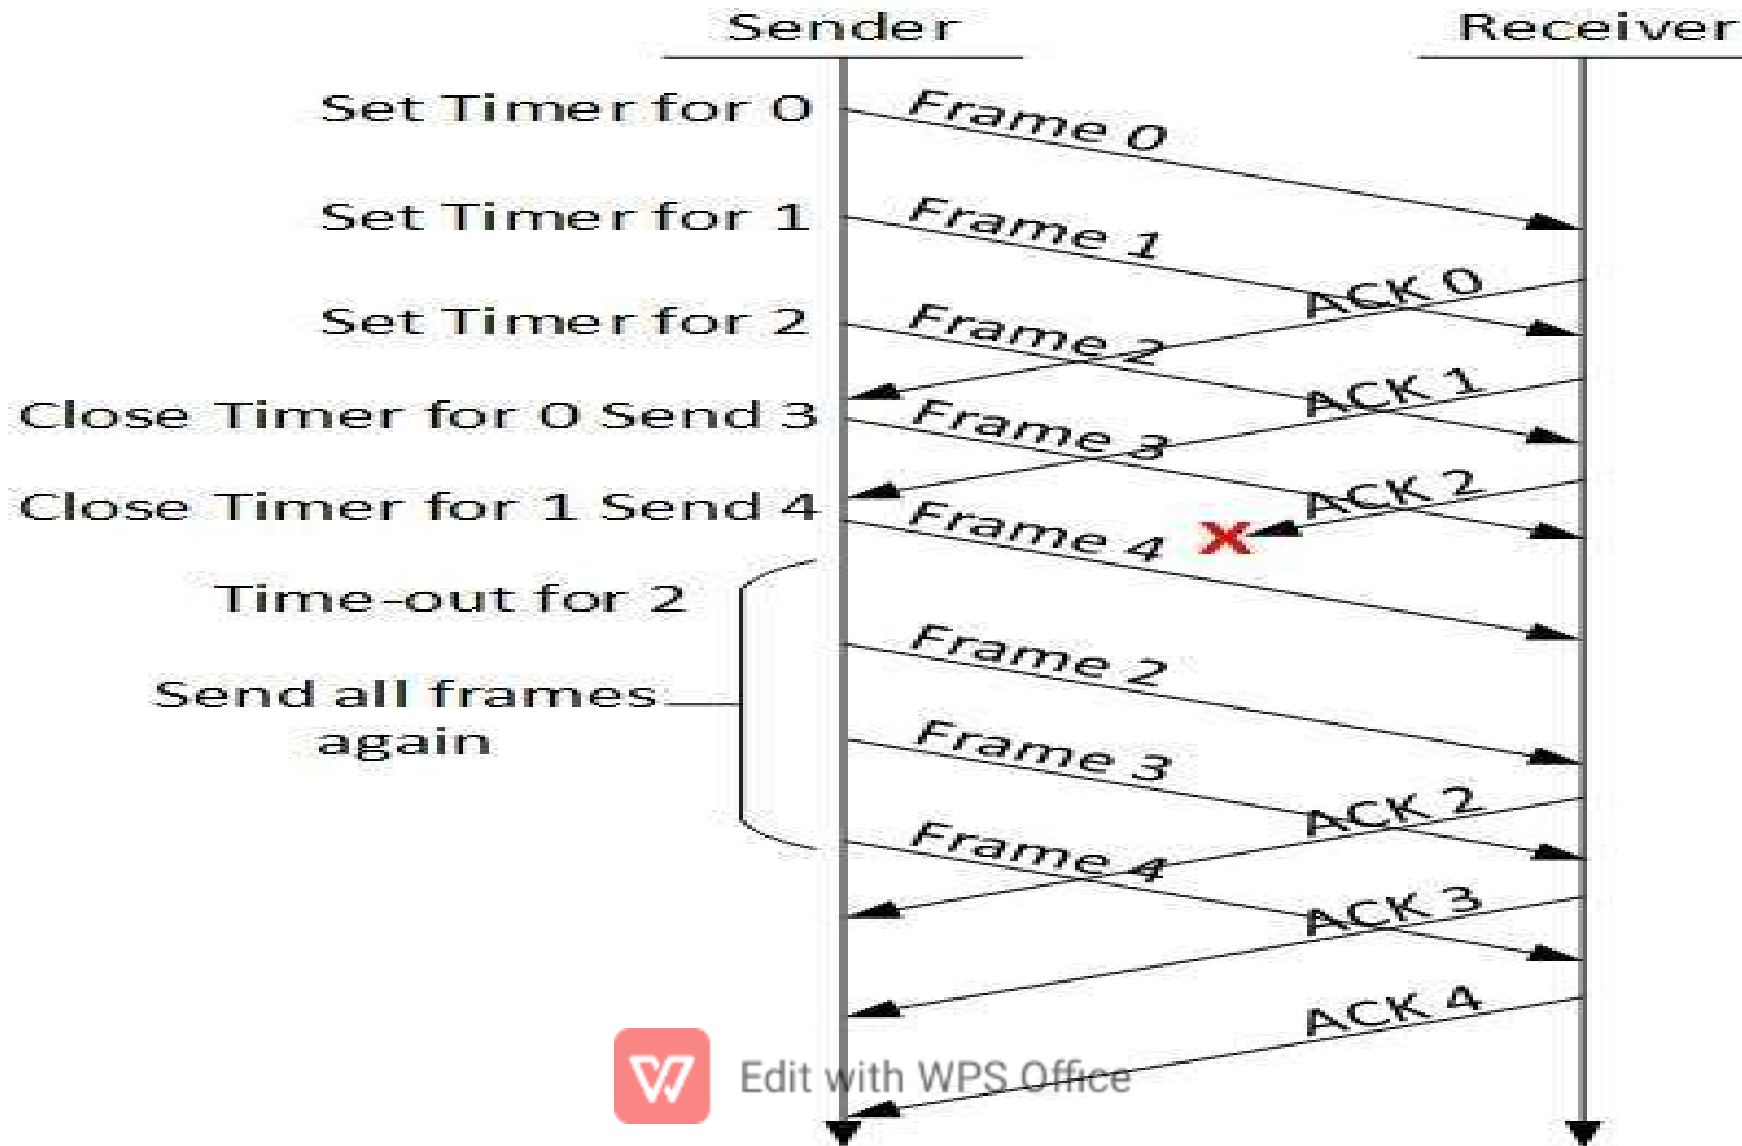 Sender Receiver
Set Timer for 0 Frame 0
Set Timer for 1 Frame 1
ACK 0
Set Timer for 2 Frame 2
ACK 1
Close Timer for 0 Send 3 Frame 3
ACK 2
Close Timer for 1 Send 4 Frame 4
Time-out for 2
Frame 2
Send all frames
again
Frame 3
ACK 2
Frame 4
ACK 3
ACK 4
Edit with WPS Office